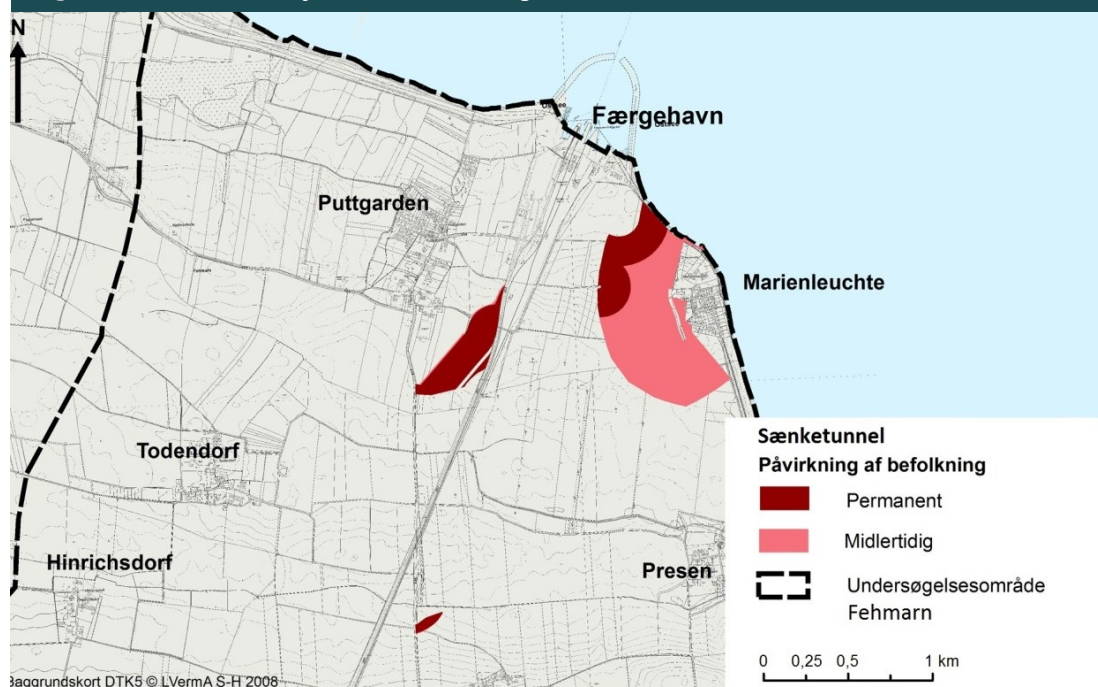 N
Færgehavn
Puttgarden
Marienleuchte
Todendorf
Hinrichsdorf
Presen
Sænketunnel
Påvirkning af befolkning
Permanent
Midlertidig
Undersøgelsesområde
Fehmarn
0 0,25 0,5 1 km
Baggrundskort DTK5 © LVermA S-H 2008